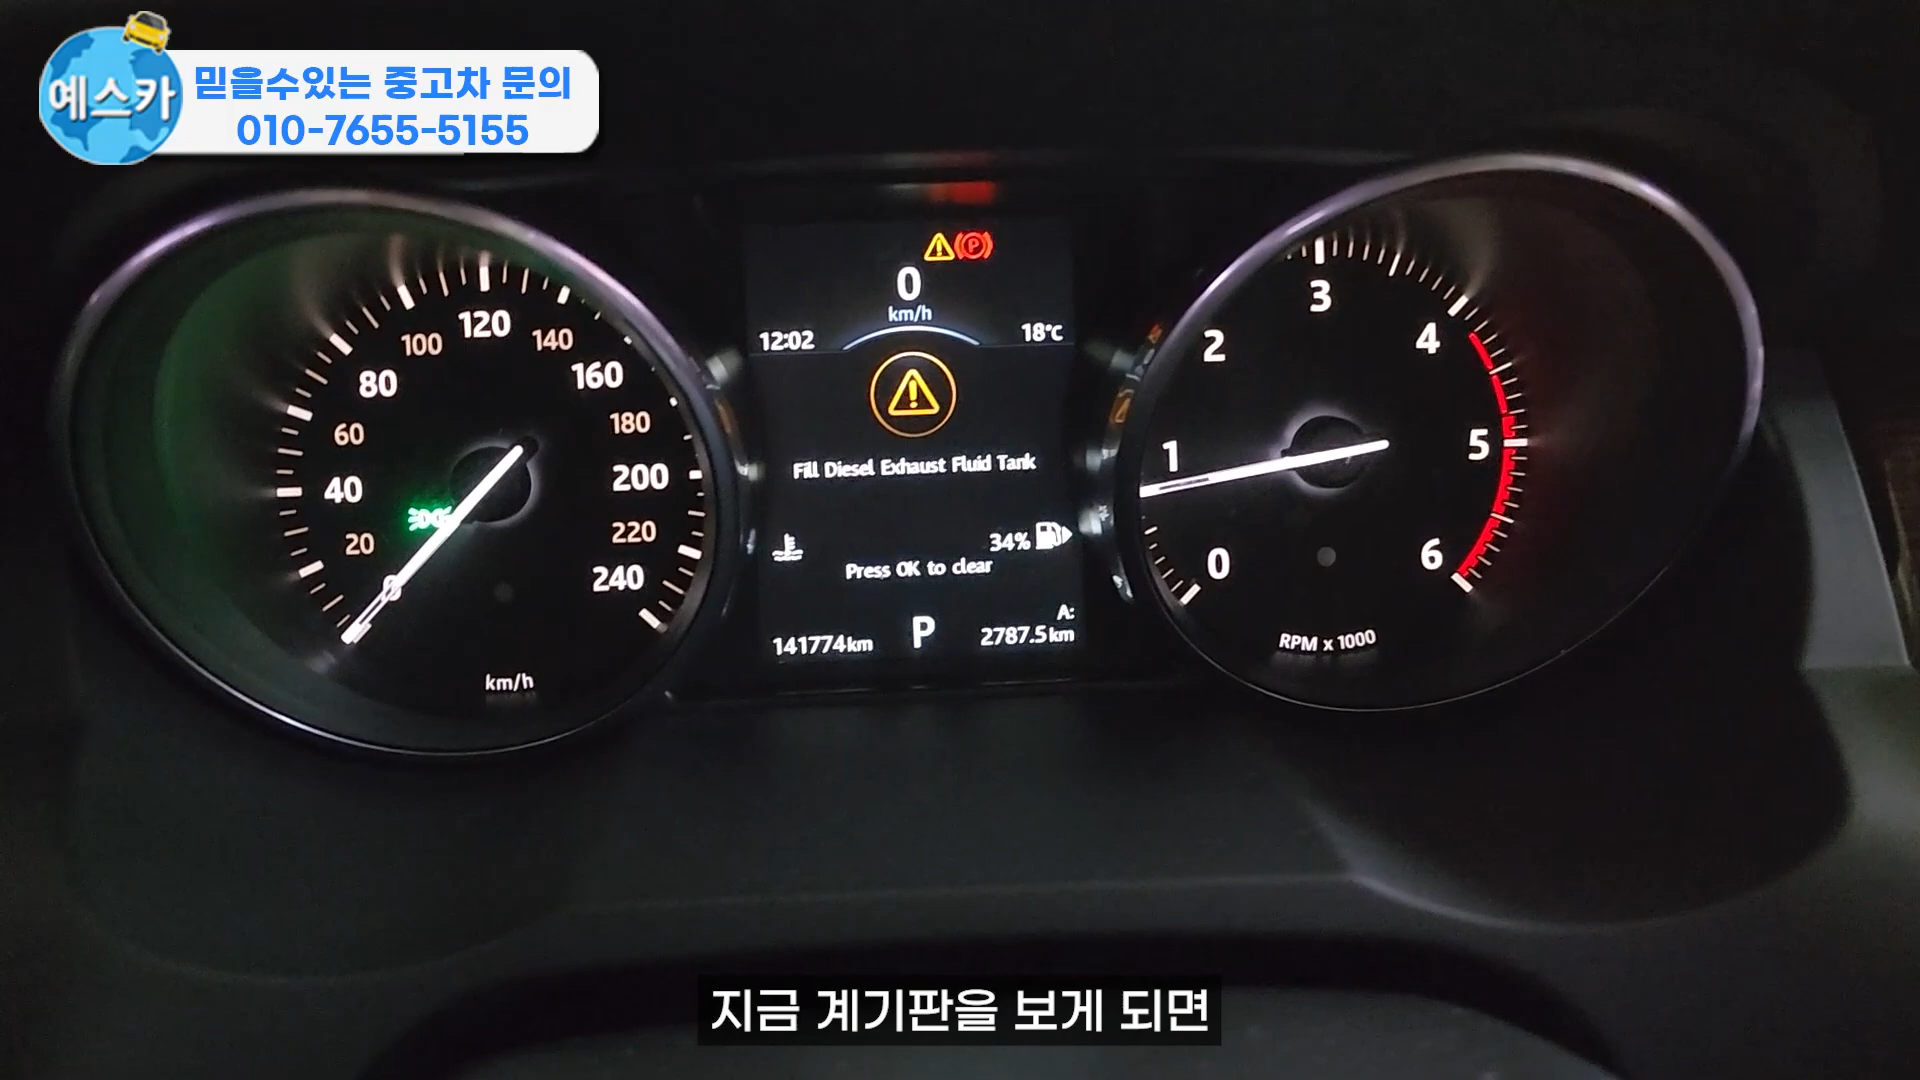 예스카
믿을수있는 중고차 문의
010-7655-5155
0
km/h
12:02
18℃
Fill Diesel Exhaust Fluid Tank
34%
Press OK to clear
141774km
P
A:
2787.5km
0
20
40
60
80
100
120
140
160
180
200
220
240
km/h
0
1
2
3
4
5
6
RPM x 1000
지금 계기판을 보게 되면